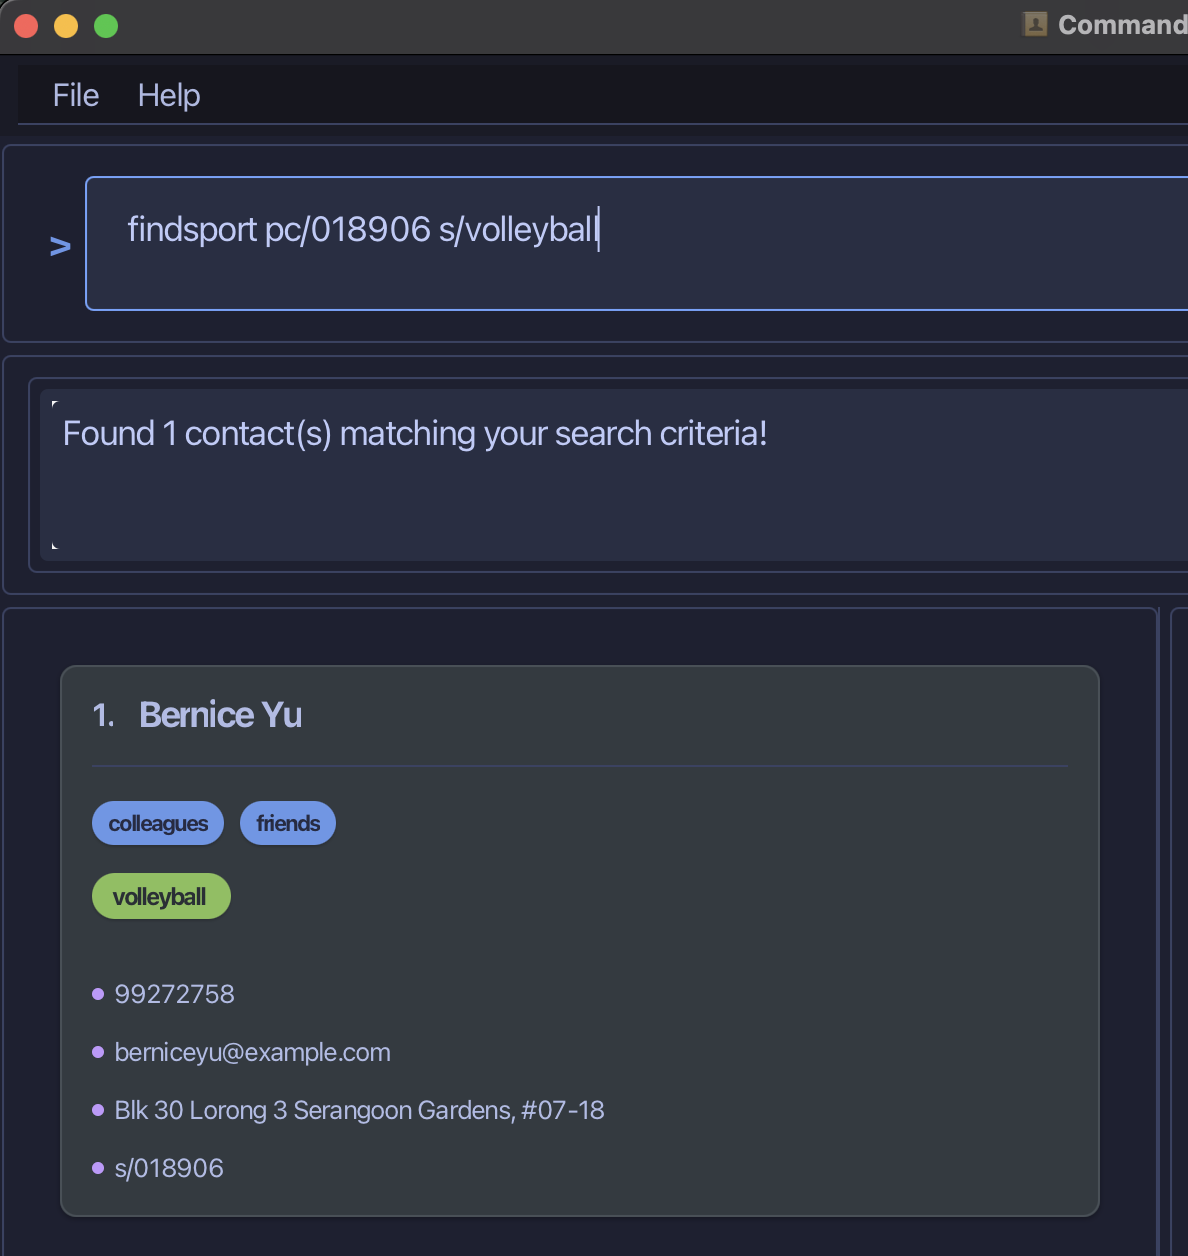 Command
File Help
> findsport pc/018906 s/volleyball
Found 1 contact(s) matching your search criteria!
1. Bernice Yu
colleagues friends
volleyball
99272758
berniceyu@example.com
Blk 30 Lorong 3 Serangoon Gardens, #07-18
s/018906